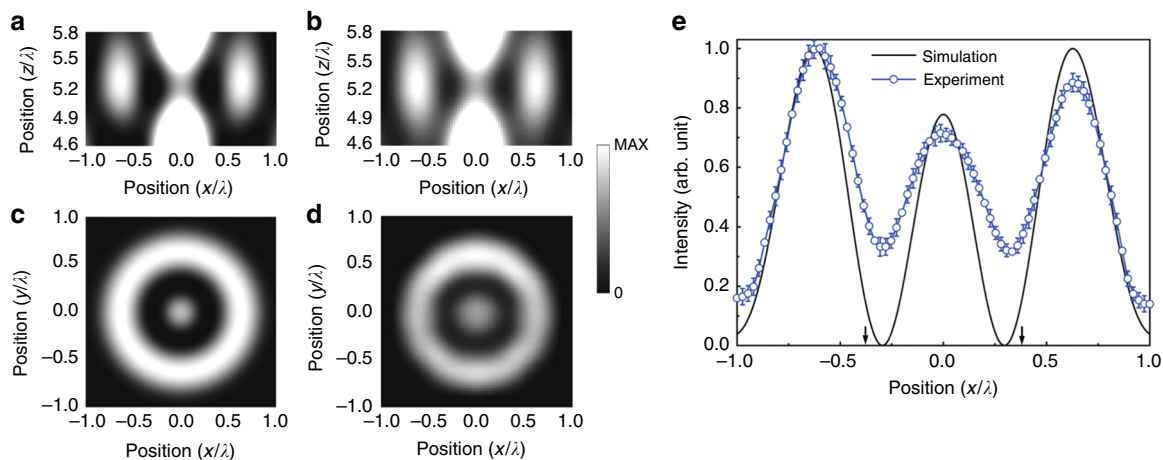 a
5.8
5.6
5.2
5.0
4.6
Position (z/λ)
−1.0 −0.5 0.0 0.5 1.0
Position (x/λ)
b
5.8
5.6
5.2
5.0
4.6
Position (z/λ)
−1.0 −0.5 0.0 0.5 1.0
Position (x/λ)
MAX
0
c
1.0
0.5
0.0
−0.5
−1.0
Position (y/λ)
−1.0 −0.5 0.0 0.5 1.0
Position (x/λ)
d
1.0
0.5
0.0
−0.5
−1.0
Position (y/λ)
−1.0 −0.5 0.0 0.5 1.0
Position (x/λ)
e
1.0
0.8
0.6
0.4
0.2
0.0
Intensity (arb. unit)
Simulation
Experiment
−1.0 −0.5 0.0 0.5 1.0
Position (x/λ)